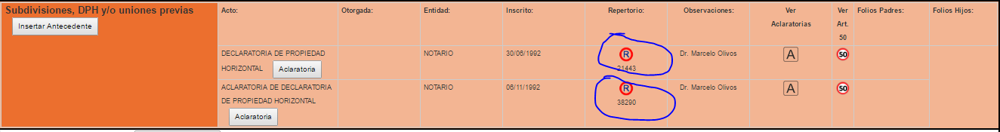 Subdivisiones, DPH y/o uniones previas
Insertar Antecedente
Acto: Otorgada: Entidad: Inscrito: Repertorio: Observaciones: Ver Aclaratorias Ver Art. 50 Folios Padres: Folios Hijos:
DECLARATORIA DE PROPIEDAD
HORIZONTAL Aclaratoria
NOTARIO 30/06/1992 R 21443 Dr. Marcelo Olivos A 50
ACLARATORIA DE DECLARATORIA
DE PROPIEDAD HORIZONTAL
Aclaratoria
NOTARIO 06/11/1992 R 38290 Dr. Marcelo Olivos A 50